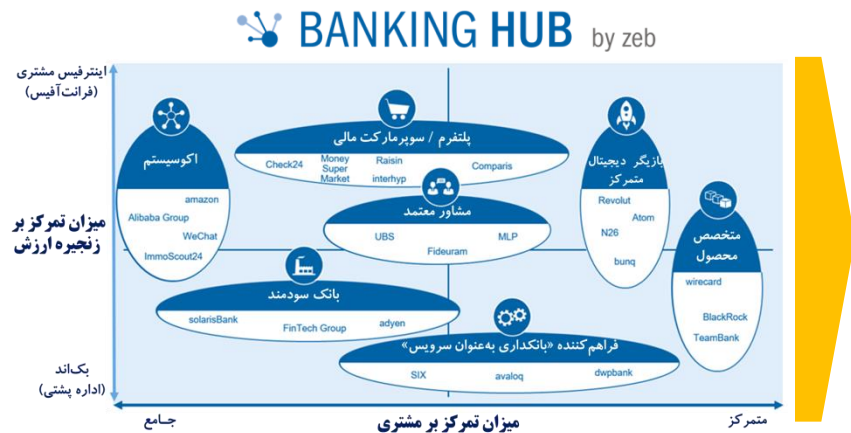 BANKING HUB by zeb
اینترفیس مشتری
(فرانت‌آفیس)
میزان تمرکز بر
زنجیره ارزش
بک‌اند
(اداره پشتی)
اکوسیستم
amazon
Alibaba Group
WeChat
ImmoScout24
پلتفرم / سوپرمارکت مالی
Check24
Money
Super
Market
Raisin
interhyp
Comparis
مشاور معتمد
UBS
MLP
Fideuram
بازیگر دیجیتال
متمرکز
Revolut
Atom
N26
bunq
متخصص
محصول
wirecard
BlackRock
TeamBank
بانک سودمند
solarisBank
FinTech Group
adyen
فراهم‌کننده «بانکداری به‌عنوان سرویس»
SIX
avaloq
dwpbank
جامع
میزان تمرکز بر مشتری
متمرکز